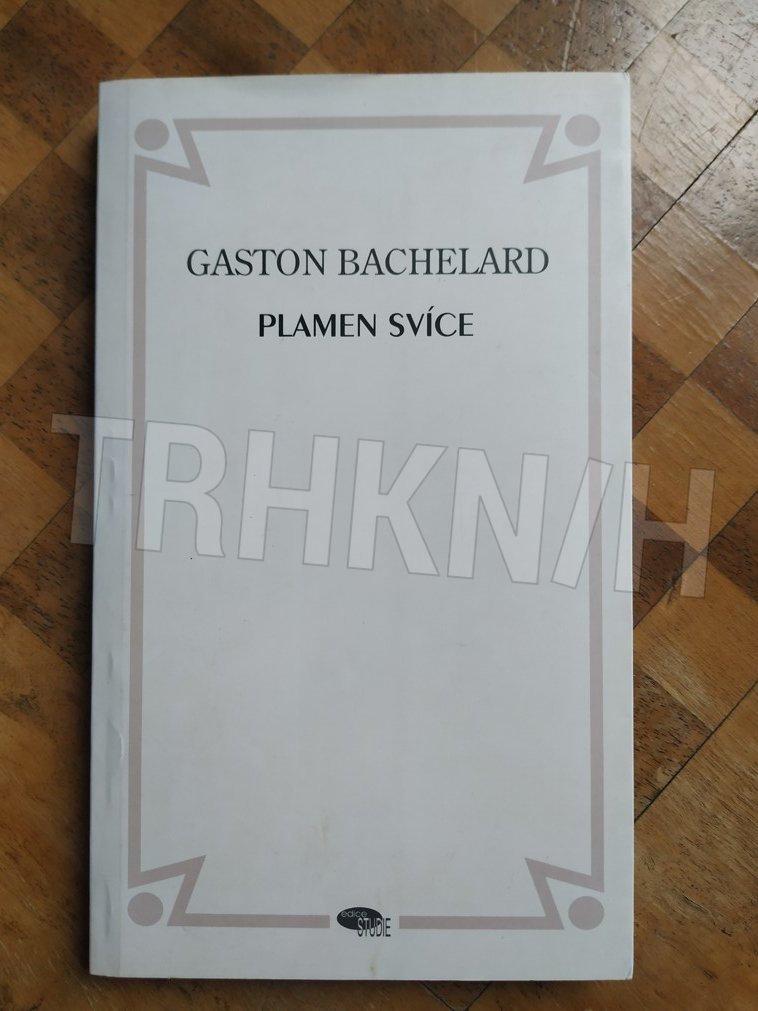 GASTON BACHELARD
PLAMEN SVÍCE
TRHKNIH
edice
STUDIE